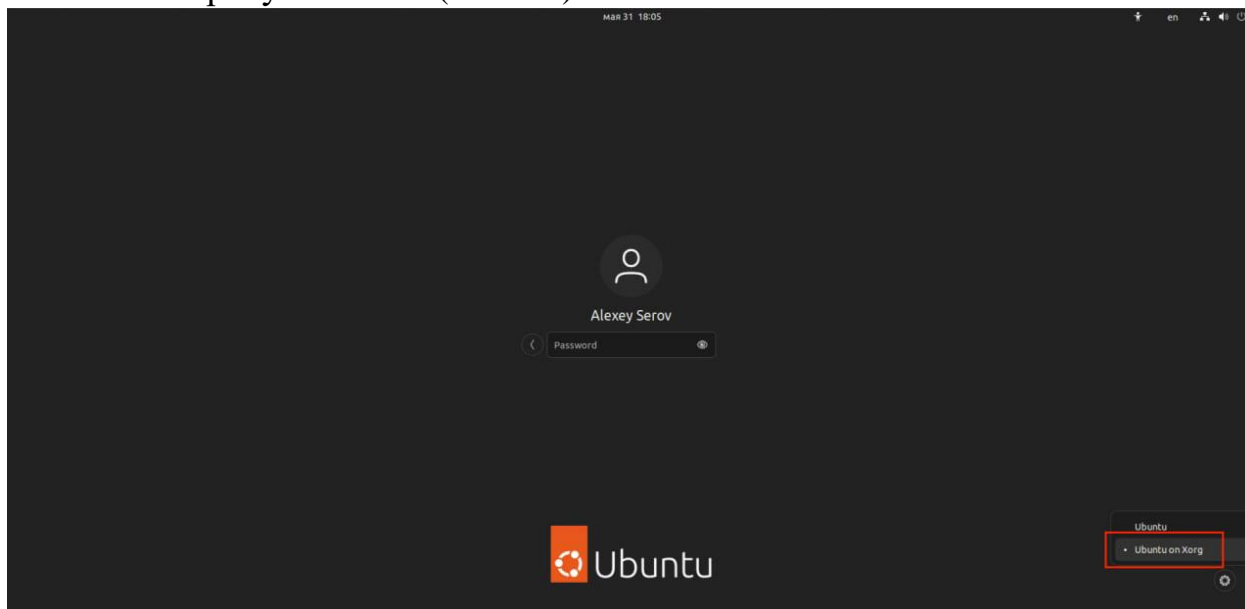 мая 31 18:05
en
Alexey Serov
Password
Ubuntu
Ubuntu on Xorg
Ubuntu